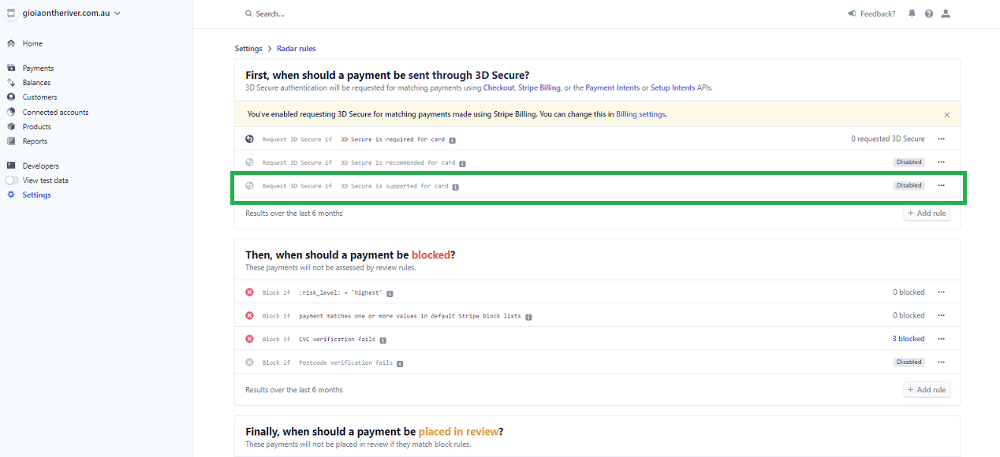 gioiaontheriver.com.au
Search...
Feedback?
Home
Payments
Balances
Customers
Connected accounts
Products
Reports
Developers
View test data
Settings
Settings > Radar rules
First, when should a payment be sent through 3D Secure?
3D Secure authentication will be requested for matching payments using Checkout, Stripe Billing, or the Payment Intents or Setup Intents APIs.
You've enabled requesting 3D Secure for matching payments made using Stripe Billing. You can change this in Billing settings.
Request 3D Secure if 3D Secure is required for card 0 requested 3D Secure
Request 3D Secure if 3D Secure is recommended for card Disabled
Request 3D Secure if 3D Secure is supported for card Disabled
Results over the last 6 months + Add rule
Then, when should a payment be blocked?
These payments will not be assessed by review rules.
Block if :risk_level: = 'highest' 0 blocked
Block if payment matches one or more values in default Stripe block lists 0 blocked
Block if CVC verification fails 3 blocked
Block if Postcode verification fails Disabled
Results over the last 6 months + Add rule
Finally, when should a payment be placed in review?
These payments will not be placed in review if they match block rules.